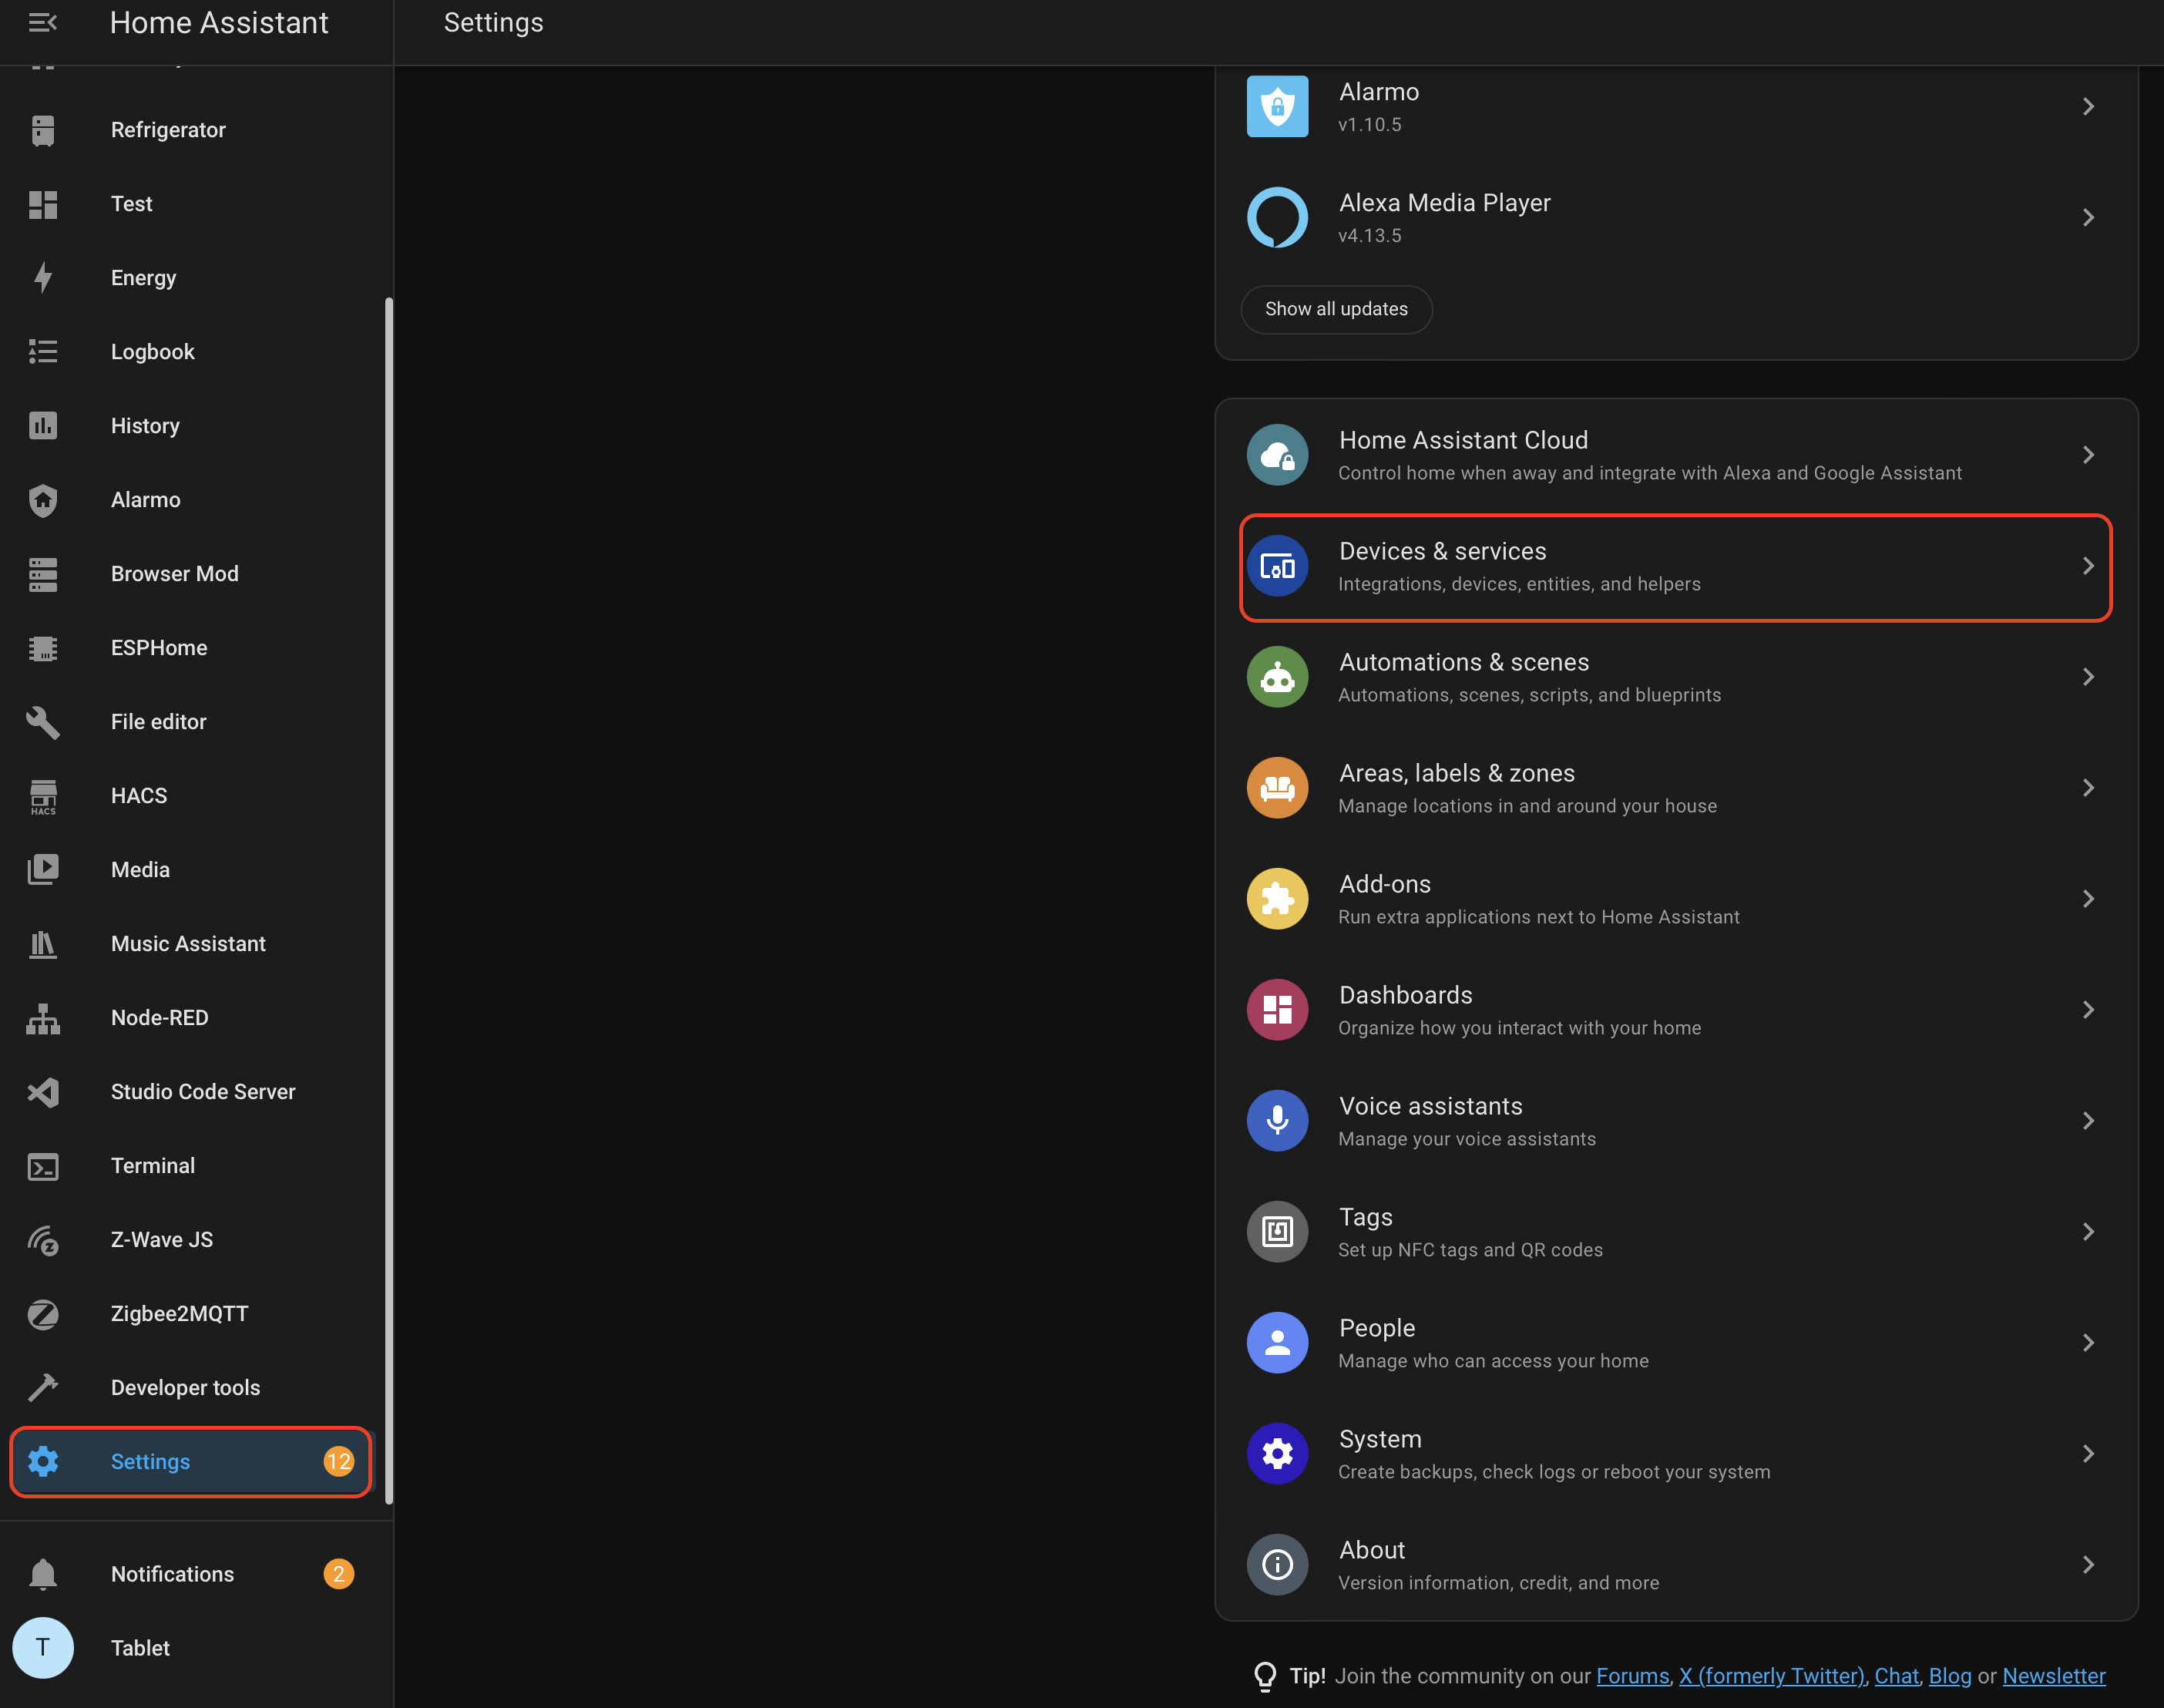 Home Assistant
Refrigerator
Test
Energy
Logbook
History
Alarmo
Browser Mod
ESPHome
File editor
HACS
HACS
Media
Music Assistant
Node-RED
Studio Code Server
Terminal
Z-Wave JS
Zigbee2MQTT
Developer tools
Settings 12
Notifications 2
T Tablet
Settings
Alarmo
v1.10.5
Alexa Media Player
v4.13.5
Show all updates
Home Assistant Cloud
Control home when away and integrate with Alexa and Google Assistant
Devices & services
Integrations, devices, entities, and helpers
Automations & scenes
Automations, scenes, scripts, and blueprints
Areas, labels & zones
Manage locations in and around your house
Add-ons
Run extra applications next to Home Assistant
Dashboards
Organize how you interact with your home
Voice assistants
Manage your voice assistants
Tags
Set up NFC tags and QR codes
People
Manage who can access your home
System
Create backups, check logs or reboot your system
About
Version information, credit, and more
Tip! Join the community on our Forums, X (formerly Twitter), Chat, Blog or Newsletter